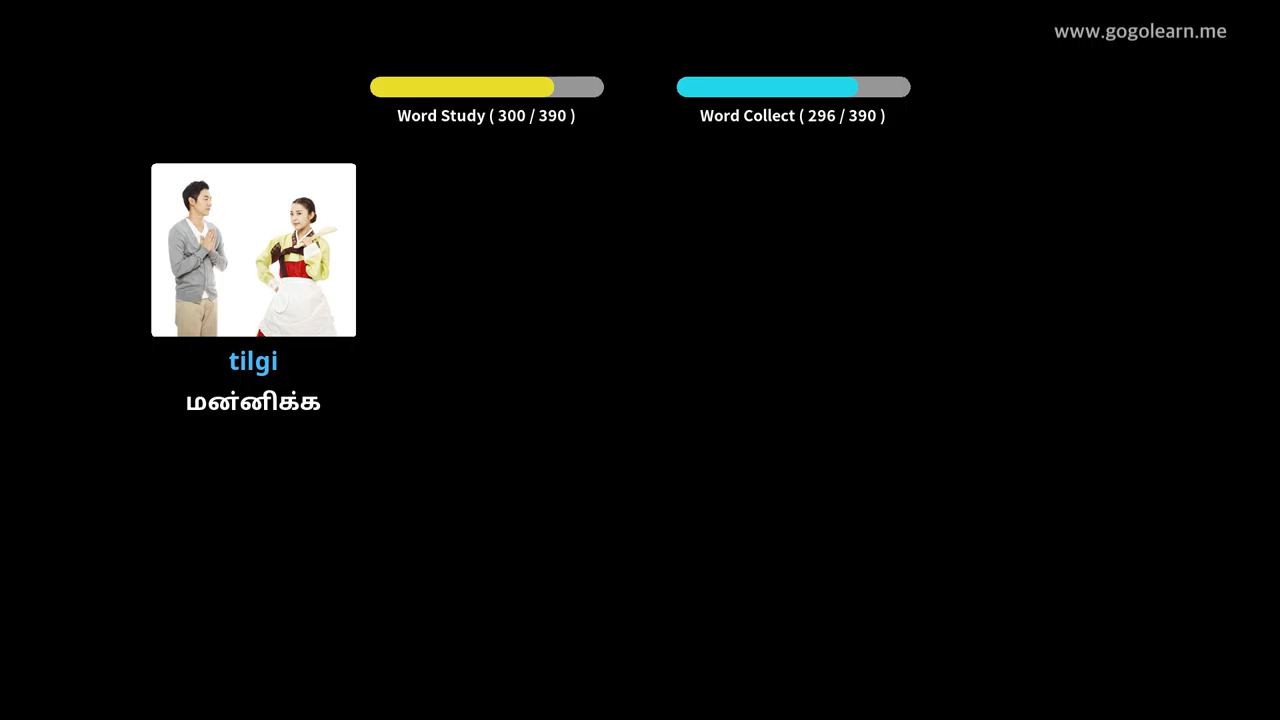 www.gogolearn.me
Word Study ( 300 / 390 )
Word Collect ( 296 / 390 )
tilgi
மன்னிக்க